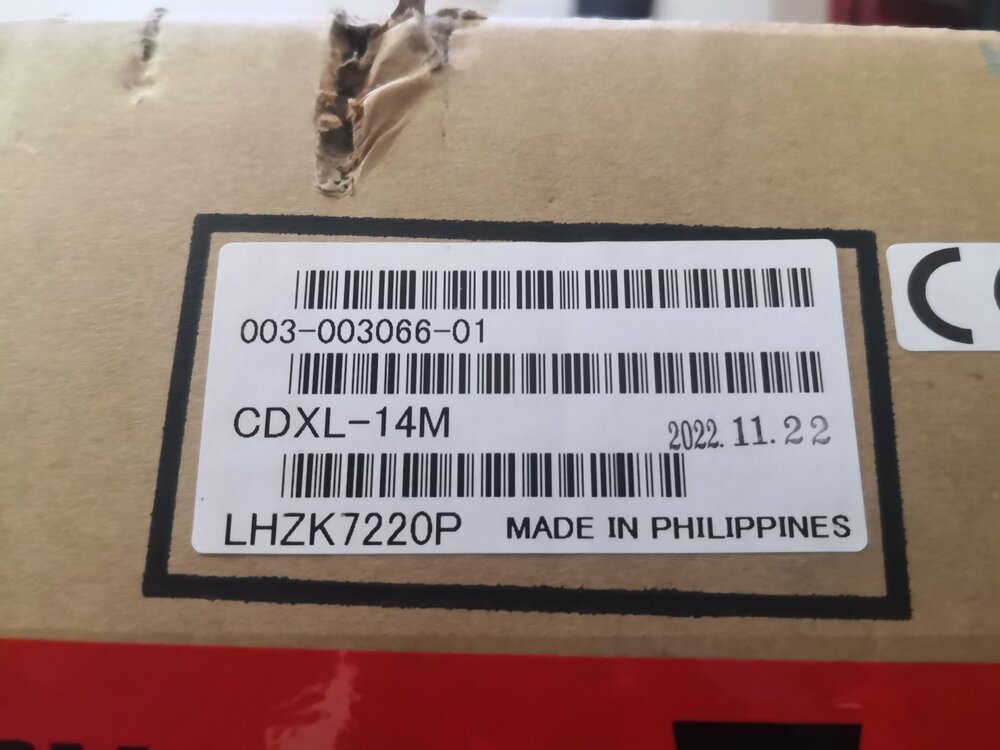 003-003066-01
CDXL-14M
2022.11.22
LHZK7220P
MADE IN PHILIPPINES